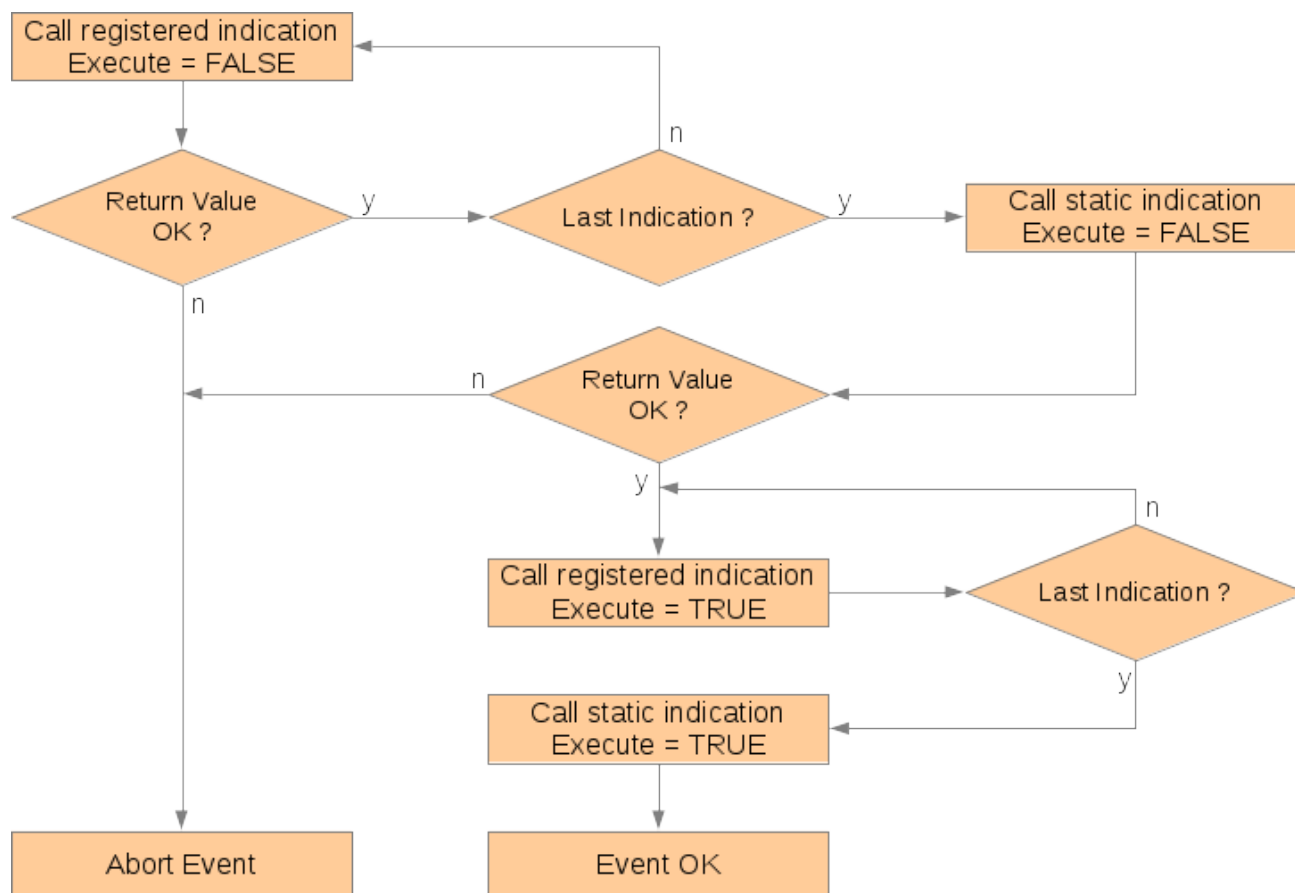 Call registered indication
Execute = FALSE
n
Return Value
OK ?
y
Last Indication ?
y
Call static indication
Execute = FALSE
n
n
Return Value
OK ?
y
n
Call registered indication
Execute = TRUE
Last Indication ?
y
Call static indication
Execute = TRUE
Abort Event
Event OK